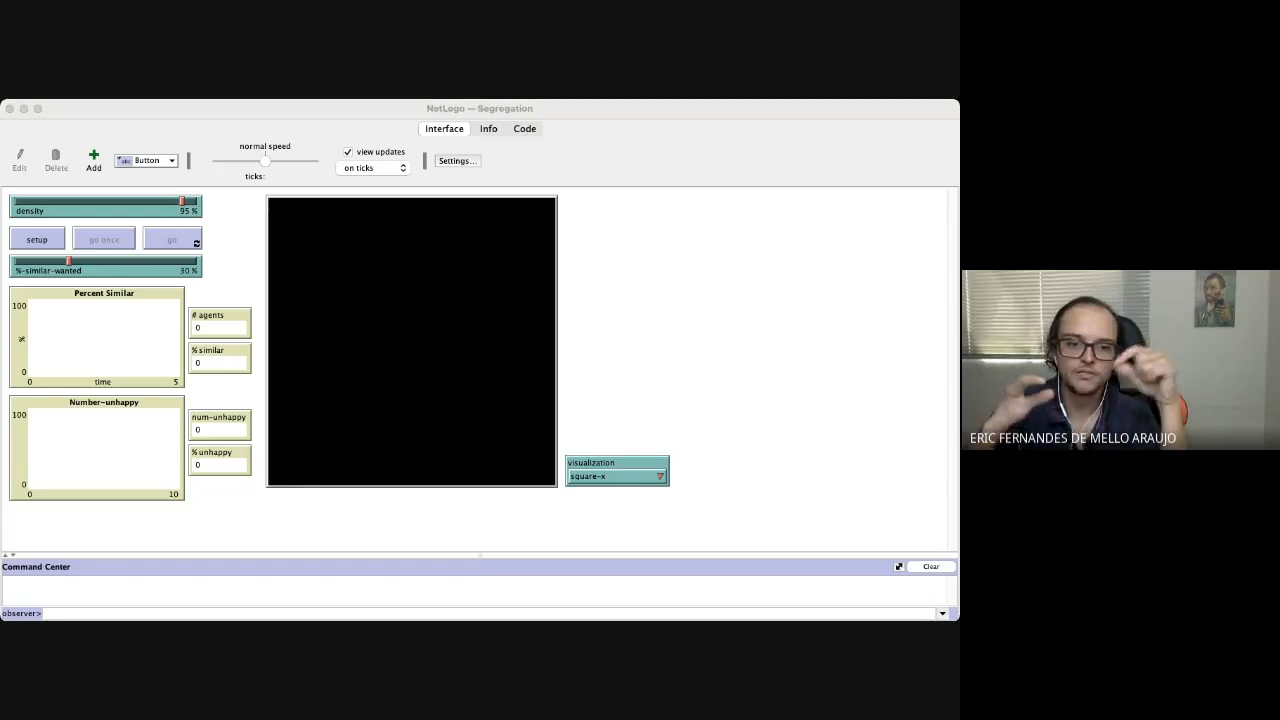 NetLogo — Segregation
Interface Info Code
Edit
Delete
Add
abc Button
normal speed
ticks:
view updates
on ticks
Settings...
density 95 %
setup
go once
go
%-similar-wanted 30 %
Percent Similar
100
%
0
0 time 5
# agents
0
% similar
0
Number-unhappy
100
0
0 10
num-unhappy
0
% unhappy
0
visualization
square-x
ERIC FERNANDES DE MELLO ARAUJO
Command Center
Clear
observer>